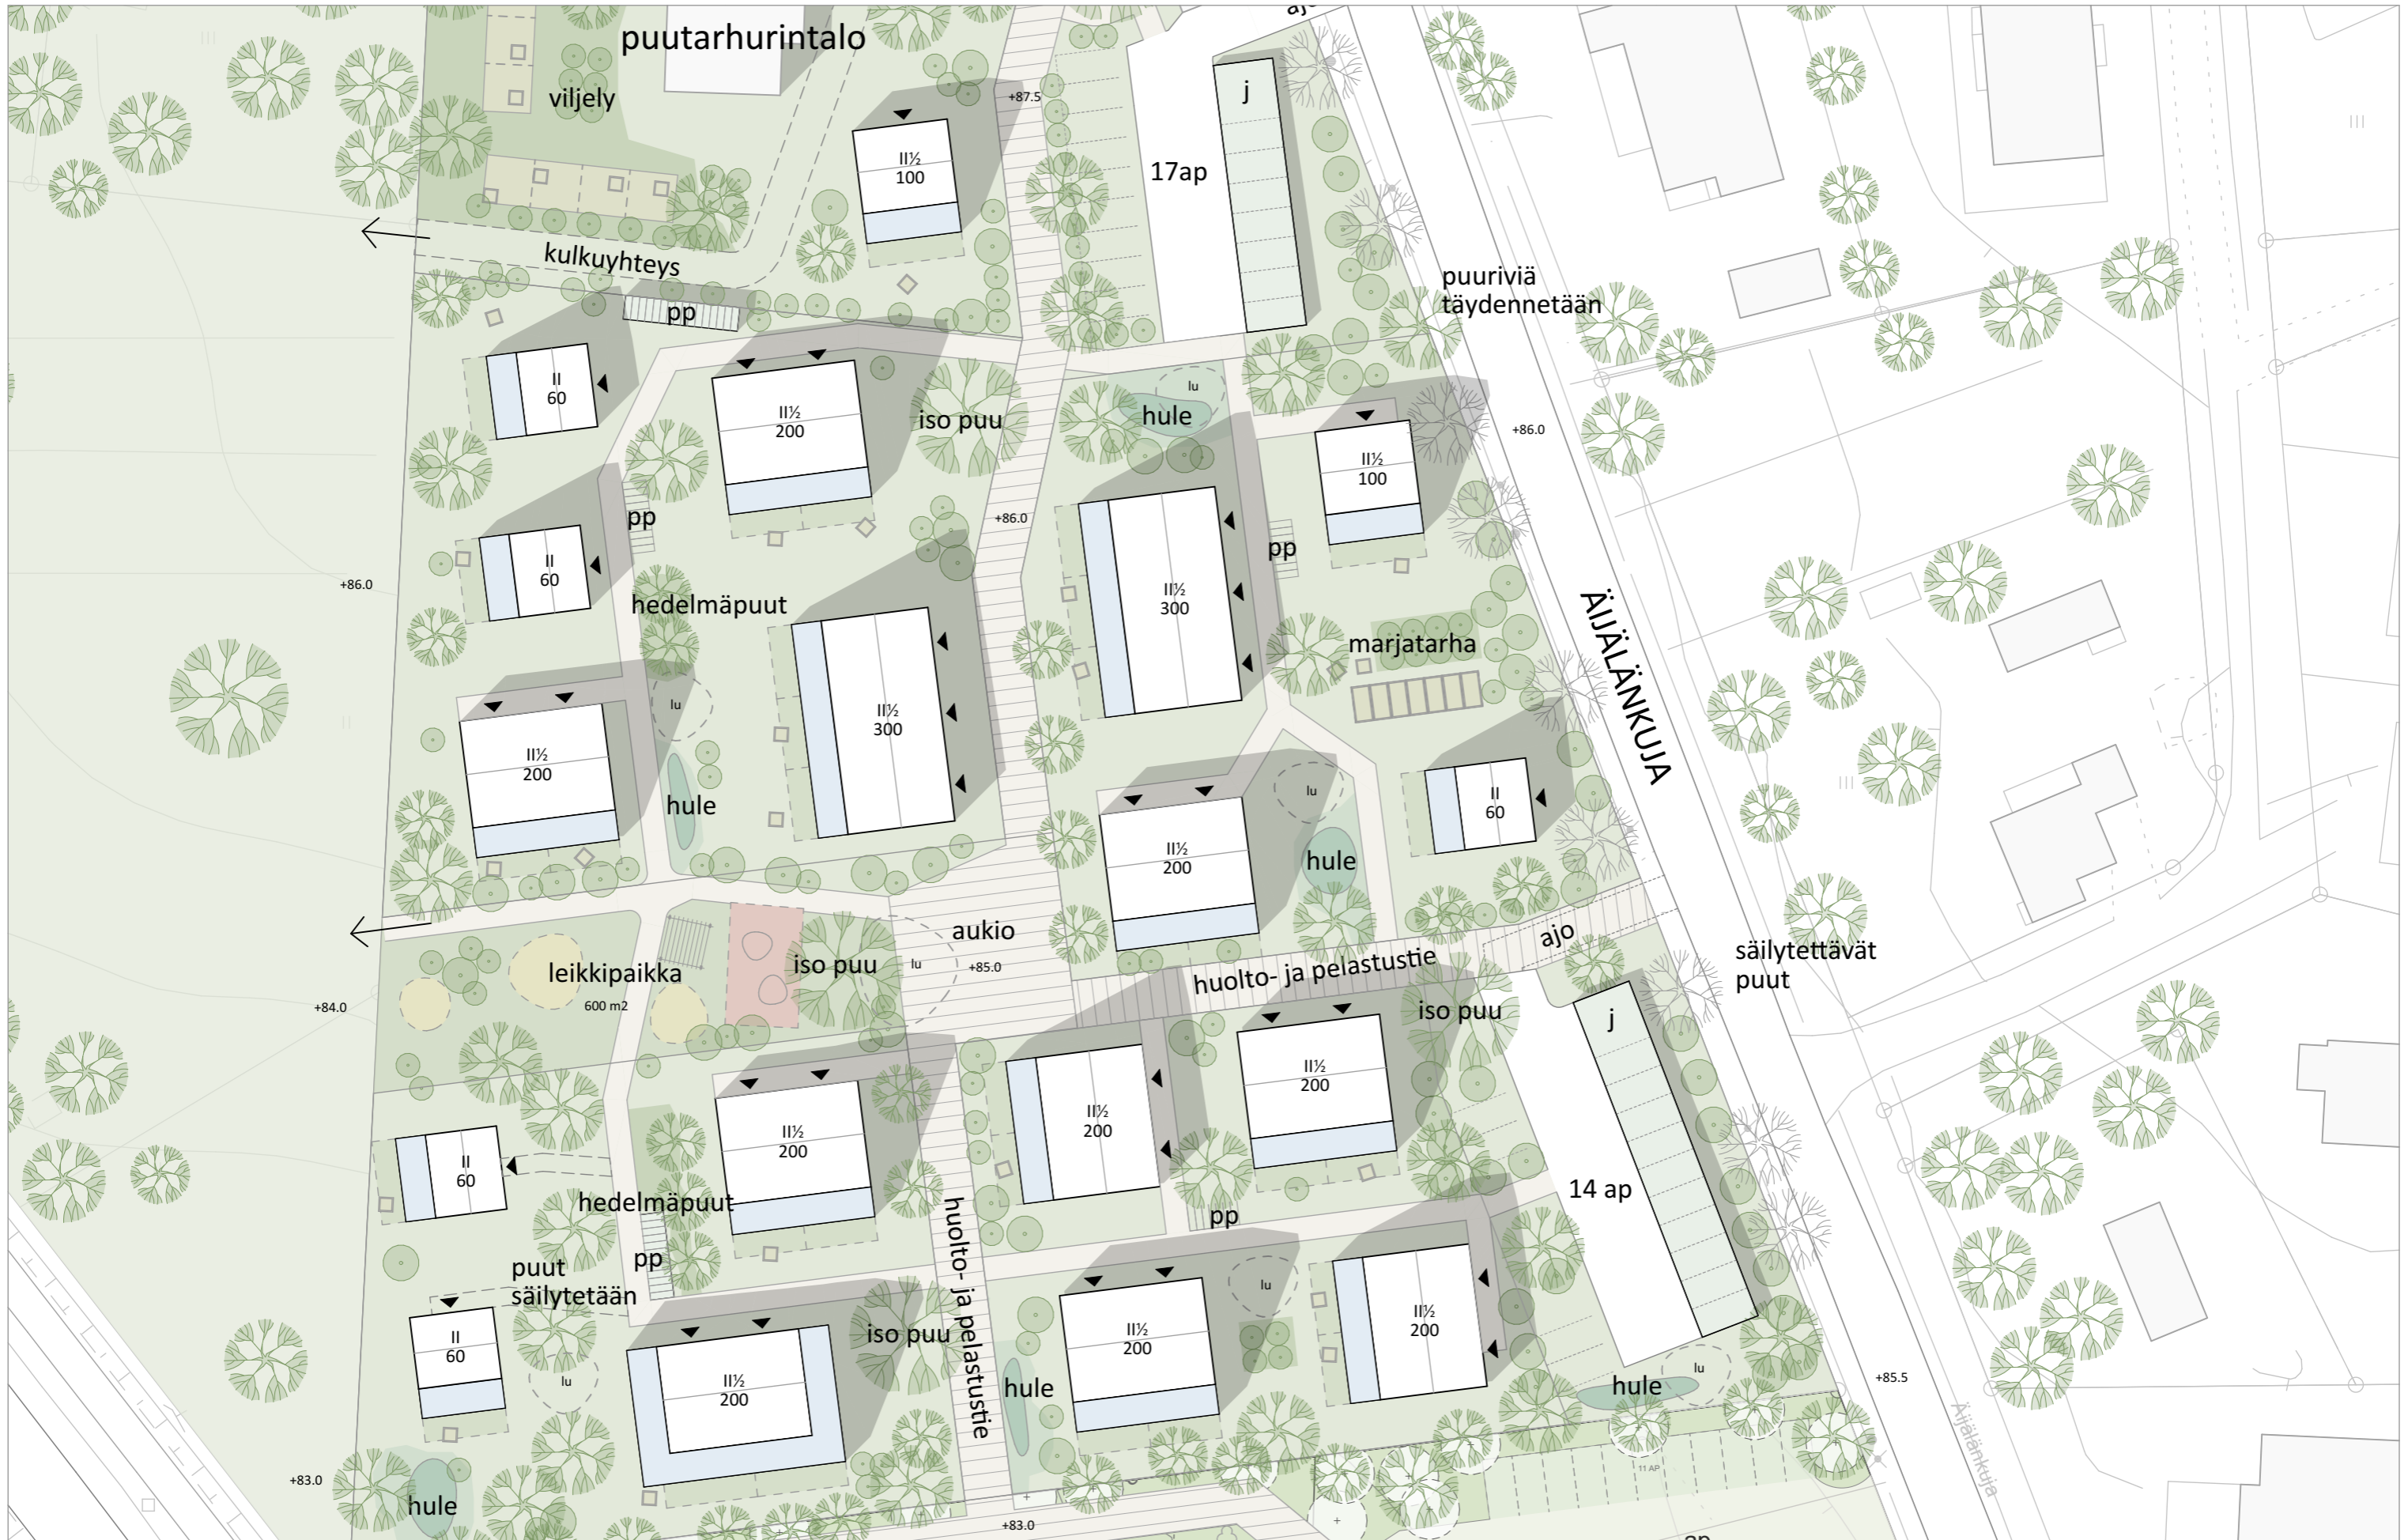 puutarhurintalo
ajo
viljely
j
+87.5
II½
100
17ap
kulkuyhteys
puuriviä
täydennetään
pp
II
60
II½
200
iso puu
lu
hule
II½
100
+86.0
pp
+86.0
II
60
+86.0
hedelmäpuut
II½
300
pp
ÄIJÄLÄNKUJA
marjatarha
lu
II½
300
II½
200
hule
lu
II
60
II½
200
hule
aukio
ajo
säilytettävät
puut
leikkipaikka
600 m2
iso puu
lu
+85.0
huolto- ja pelastustie
+84.0
iso puu
j
II½
200
II½
200
II½
200
II
60
hedelmäpuut
14 ap
pp
pp
huolto- ja pelastustie
puut
säilytetään
lu
II
60
iso puu
II½
200
II½
200
lu
II½
200
hule
lu
hule
+85.5
Äijälänkuja
+83.0
hule
11 AP
+83.0
ap